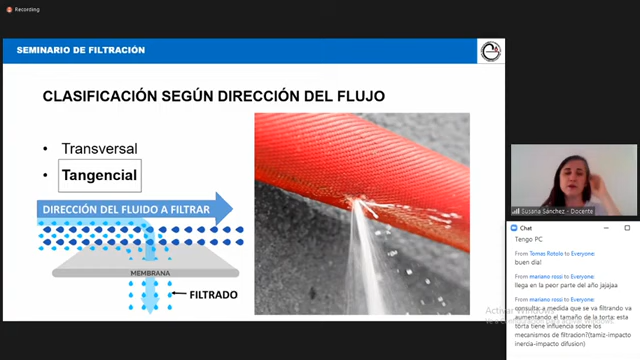 Recording
SEMINARIO DE FILTRACIÓN
CLASIFICACIÓN SEGÚN DIRECCIÓN DEL FLUJO
• Transversal
• Tangencial
DIRECCIÓN DEL FLUIDO A FILTRAR
MEMBRANA
FILTRADO
Susana Sánchez - Docente
Chat
Tengo PC
From Tomes Rotolo to Everyone:
buen dia!
From mariano rossi to Everyone:
llega en la peor parte del año jajajaa
From mariano rossi to Everyone:
consulta: a medida que se va filtrando va
aumentando el tamaño de la torta: esta
torta tiene influencia sobre los
mecanismos de filtracion?(tamiz-impacto
inercia-impacto difusion)
Activar Windows